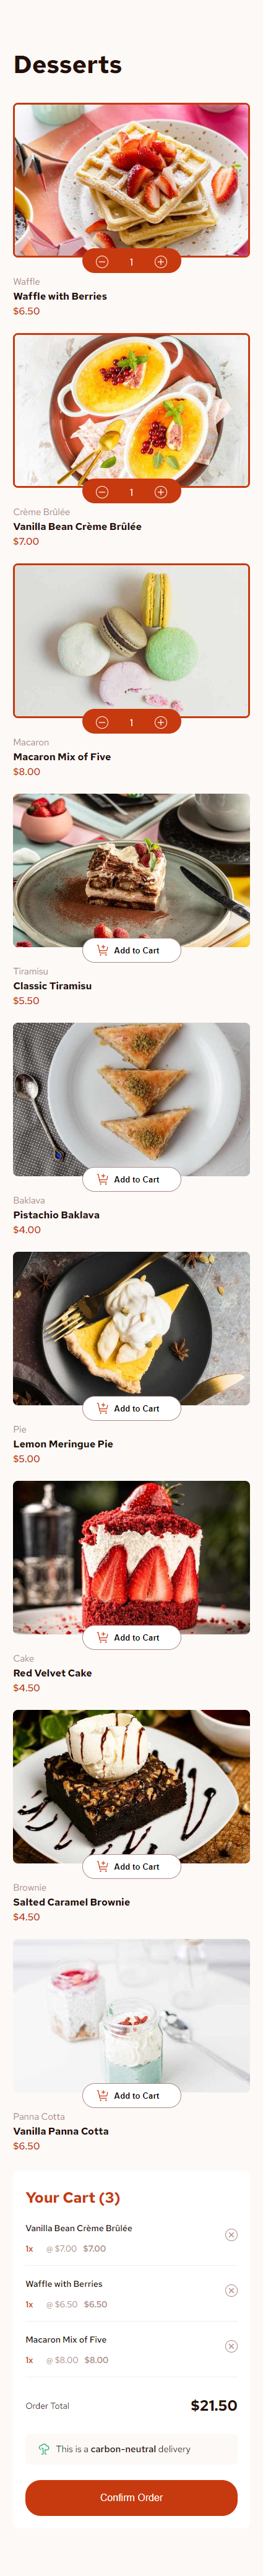 Desserts
1
Waffle
Waffle with Berries
$6.50
1
Crème Brûlée
Vanilla Bean Crème Brûlée
$7.00
1
Macaron
Macaron Mix of Five
$8.00
Add to Cart
Tiramisu
Classic Tiramisu
$5.50
Add to Cart
Baklava
Pistachio Baklava
$4.00
Add to Cart
Pie
Lemon Meringue Pie
$5.00
Add to Cart
Cake
Red Velvet Cake
$4.50
Add to Cart
Brownie
Salted Caramel Brownie
$4.50
Add to Cart
Panna Cotta
Vanilla Panna Cotta
$6.50
Your Cart (3)
Vanilla Bean Crème Brûlée
1x @ $7.00 $7.00
Waffle with Berries
1x @ $6.50 $6.50
Macaron Mix of Five
1x @ $8.00 $8.00
Order Total $21.50
This is a carbon-neutral delivery
Confirm Order